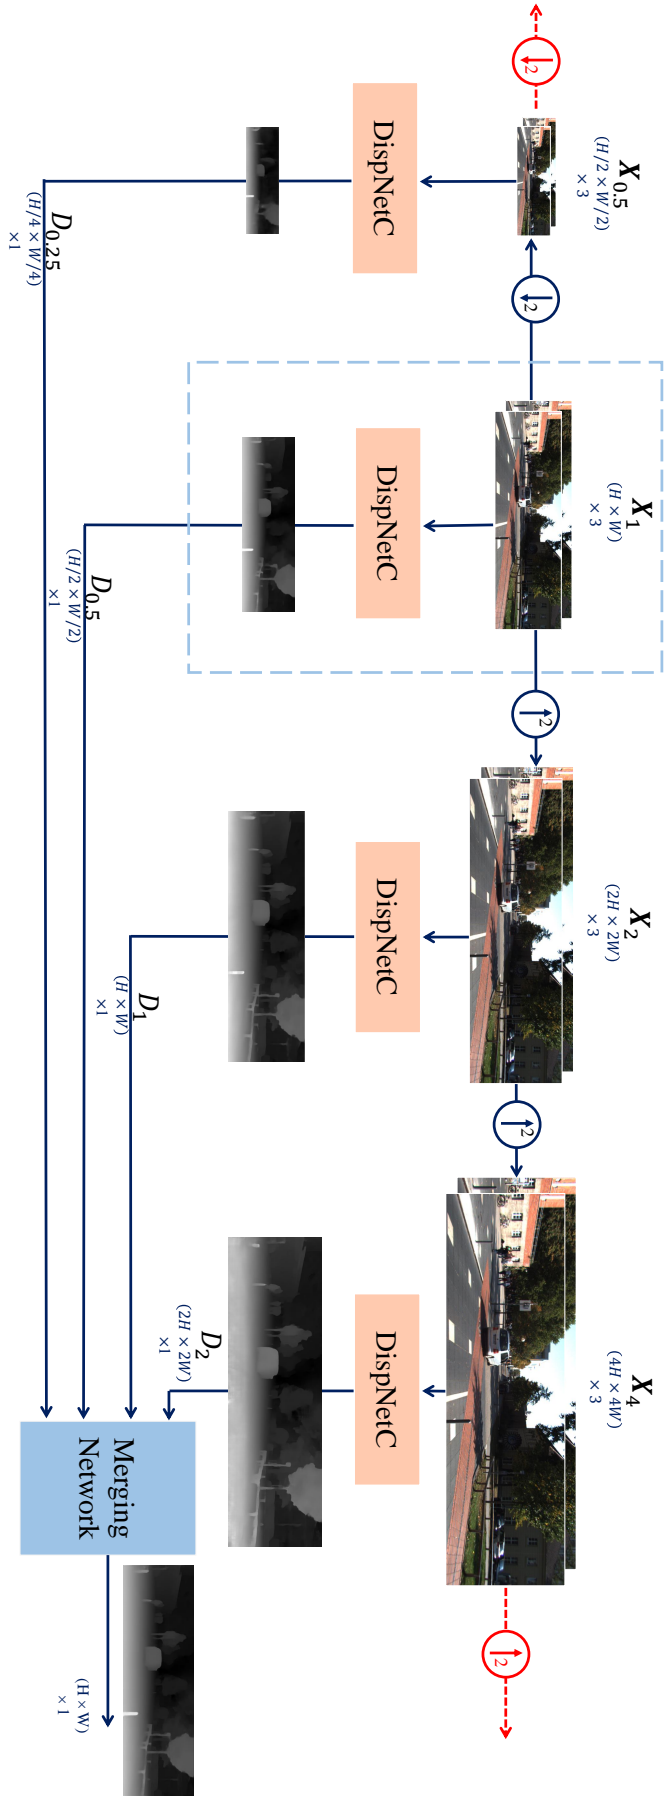 X0.5
(H/2 × W/2)
× 3
X1
(H × W)
× 3
X2
(2H × 2W)
× 3
X4
(4H × 4W)
× 3
↓2
↓2
↑2
↑2
↑2
DispNetC
DispNetC
DispNetC
DispNetC
D2
(2H × 2W)
×1
D1
(H × W)
×1
D0.5
(H/2 × W/2)
×1
D0.25
(H/4 × W/4)
×1
Merging
Network
(H × W)
× 1